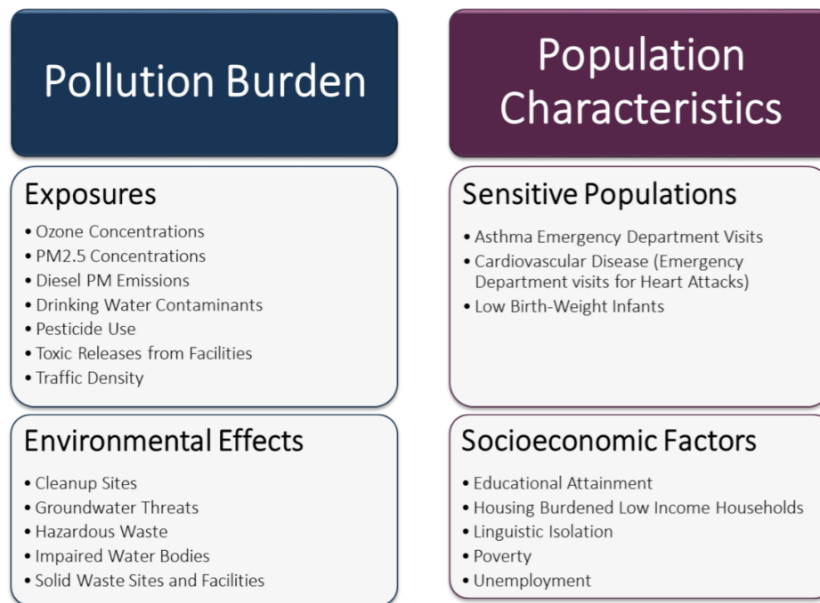 Pollution Burden
Exposures
• Ozone Concentrations
• PM2.5 Concentrations
• Diesel PM Emissions
• Drinking Water Contaminants
• Pesticide Use
• Toxic Releases from Facilities
• Traffic Density
Environmental Effects
• Cleanup Sites
• Groundwater Threats
• Hazardous Waste
• Impaired Water Bodies
• Solid Waste Sites and Facilities
Population
Characteristics
Sensitive Populations
• Asthma Emergency Department Visits
• Cardiovascular Disease (Emergency
Department visits for Heart Attacks)
• Low Birth-Weight Infants
Socioeconomic Factors
• Educational Attainment
• Housing Burdened Low Income Households
• Linguistic Isolation
• Poverty
• Unemployment